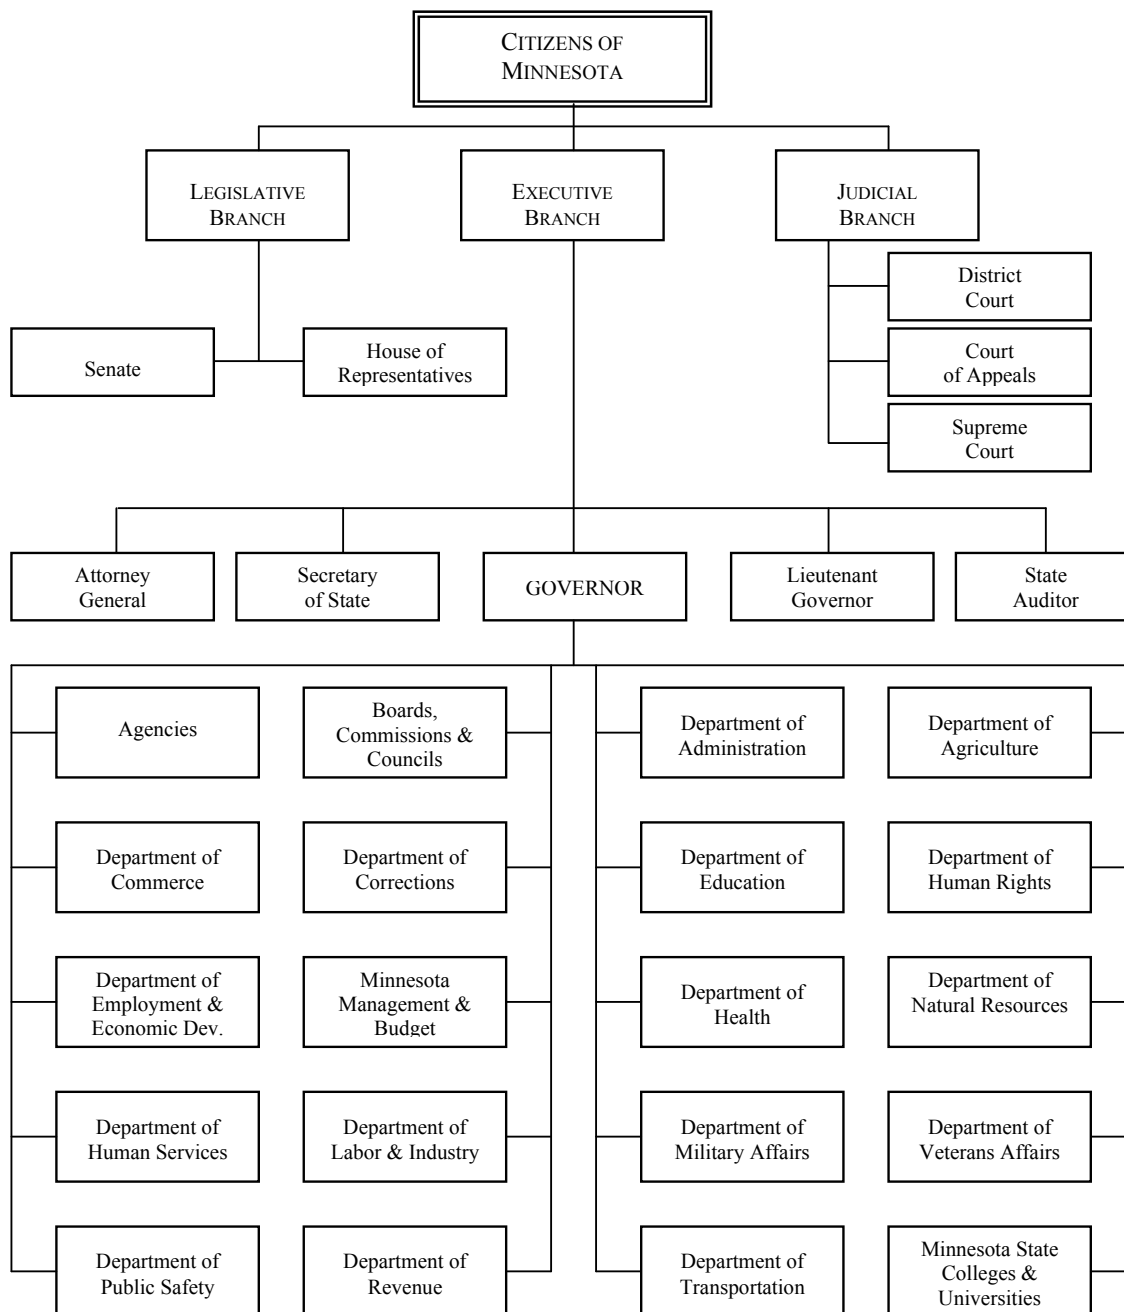 CITIZENS OF
MINNESOTA
LEGISLATIVE
BRANCH
EXECUTIVE
BRANCH
JUDICIAL
BRANCH
District
Court
Senate
House of
Representatives
Court
of Appeals
Supreme
Court
Attorney
General
Secretary
of State
GOVERNOR
Lieutenant
Governor
State
Auditor
Agencies
Boards,
Commissions &
Councils
Department of
Administration
Department of
Agriculture
Department of
Commerce
Department of
Corrections
Department of
Education
Department of
Human Rights
Department of
Employment &
Economic Dev.
Minnesota
Management &
Budget
Department of
Health
Department of
Natural Resources
Department of
Human Services
Department of
Labor & Industry
Department of
Military Affairs
Department of
Veterans Affairs
Department of
Public Safety
Department of
Revenue
Department of
Transportation
Minnesota State
Colleges &
Universities